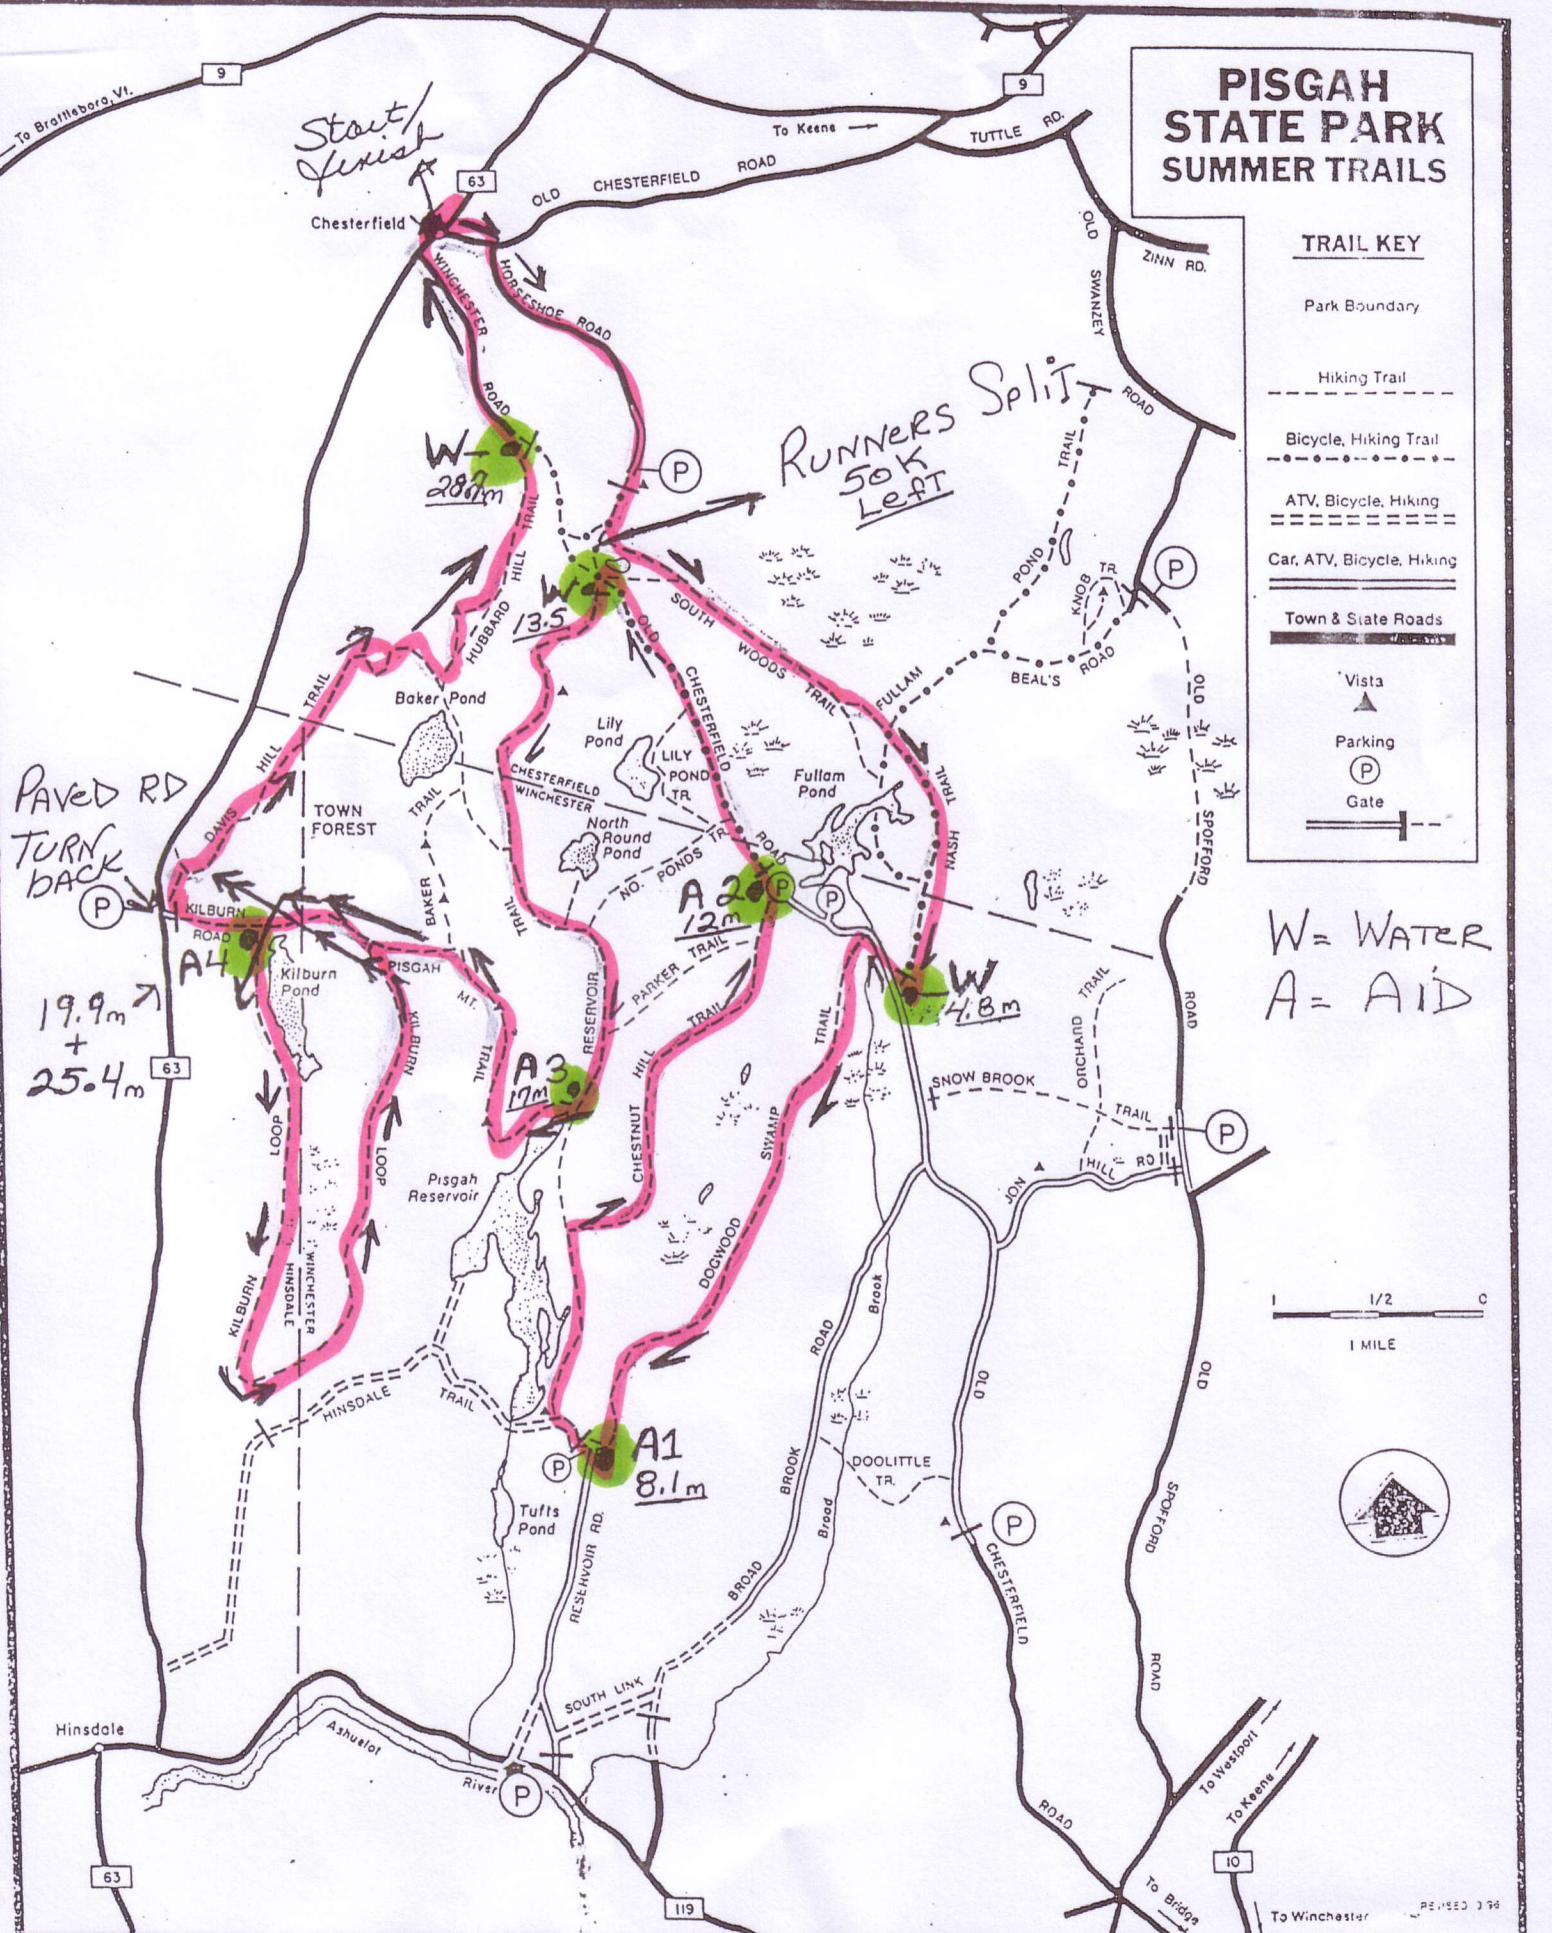 PISGAH
STATE PARK
SUMMER TRAILS
TRAIL KEY
Park Boundary
Hiking Trail
Bicycle, Hiking Trail
ATV, Bicycle, Hiking
Car, ATV, Bicycle, Hiking
Town & State Roads
Vista
Parking
P
Gate
W = WATER
A = AID
1 1/2 0
1 MILE
9
To Brattleboro, Vt.
Start/
Finish
63
Chesterfield
OLD CHESTERFIELD ROAD
To Keene
9
TUTTLE RD.
OLD SWANZEY ROAD
ZINN RD.
WINCHESTER ROAD
HORSESHOE ROAD
P
RUNNERS Split
50K
LefT
W
28.7m
W
13.5
HUBBARD HILL TRAIL
SOUTH WOODS TRAIL
OLD CHESTERFIELD ROAD
POND TRAIL
FULLAM
KNOB TR.
BEAL'S ROAD
P
OLD SPOFFORD ROAD
DAVIS HILL TRAIL
Baker Pond
Lily
Pond
LILY
POND
TR.
CHESTERFIELD
WINCHESTER
Fullam
Pond
NASH TRAIL
TOWN
FOREST
BAKER TRAIL
North
Round
Pond
NO. PONDS TR.
PAVED RD
TURN
back
P
KILBURN
ROAD
A4
19.9m
+
25.4m
63
Kilburn
Pond
PISGAH
MT. TRAIL
A 2
12m
P
P
PARKER TRAIL
RESERVOIR TRAIL
A 3
17m
W
4.8m
CHESTNUT HILL TRAIL
DOGWOOD SWAMP TRAIL
SNOW BROOK TRAIL
ORCHARD TRAIL
P
JON HILL RD
KILBURN LOOP
KILBURN LOOP
HINSDALE
WINCHESTER
Pisgah
Reservoir
HINSDALE TRAIL
A1
8.1m
P
Tufts
Pond
RESERVOIR RD.
BROAD BROOK ROAD
Broad Brook
DOOLITTLE
TR.
P
OLD CHESTERFIELD ROAD
OLD SPOFFORD ROAD
SOUTH LINK
Hinsdale
Ashuelot River
P
63
119
To Westport
To Keene
10
To Bridge
To Winchester